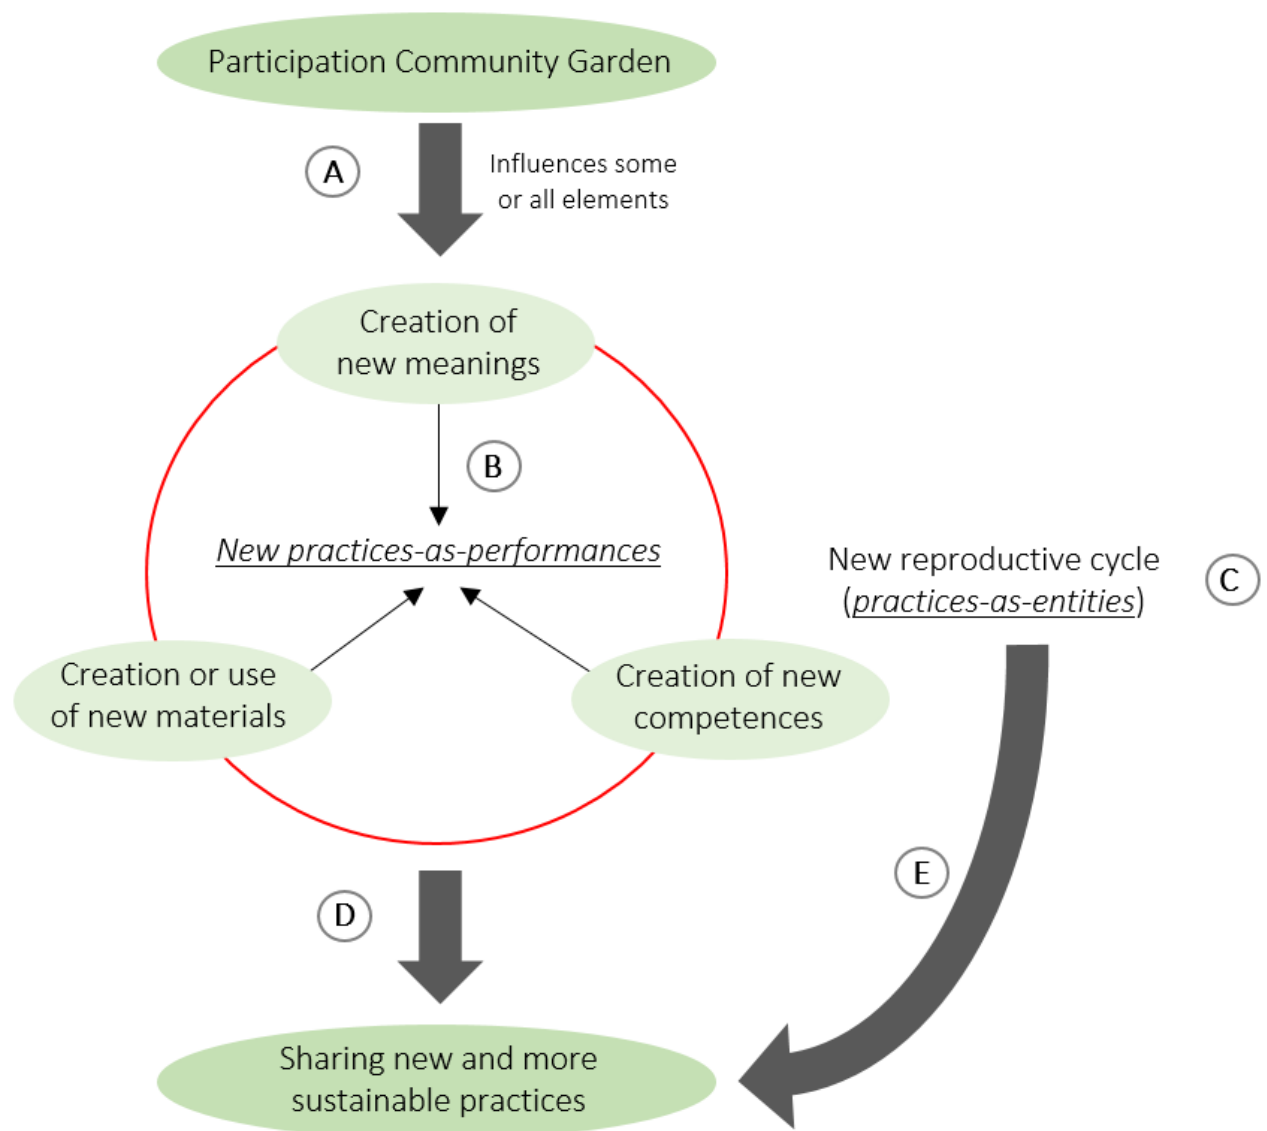 Participation Community Garden
A
Influences some
or all elements
Creation of
new meanings
B
New practices-as-performances
New reproductive cycle
(practices-as-entities)
C
Creation or use
of new materials
Creation of new
competences
E
D
Sharing new and more
sustainable practices